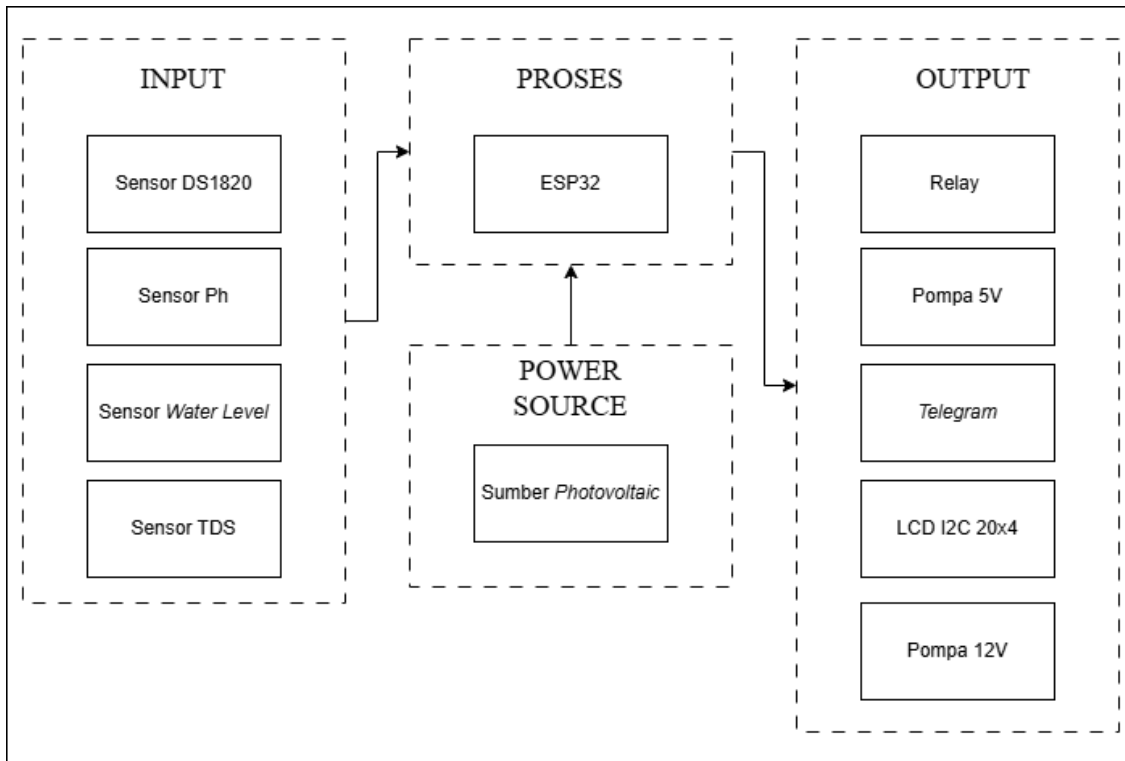 INPUT
Sensor DS1820
Sensor Ph
Sensor Water Level
Sensor TDS
PROSES
ESP32
POWER
SOURCE
Sumber Photovoltaic
OUTPUT
Relay
Pompa 5V
Telegram
LCD I2C 20x4
Pompa 12V